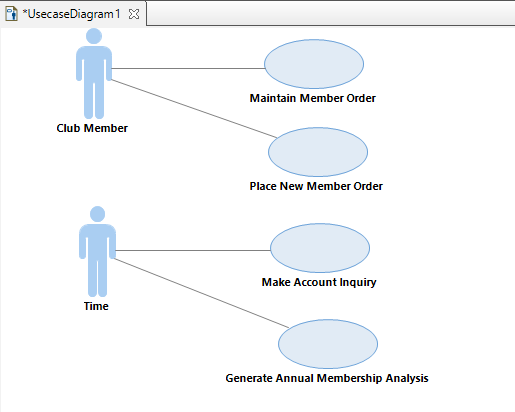 *UsecaseDiagram1
Maintain Member Order
Club Member
Place New Member Order
Make Account Inquiry
Time
Generate Annual Membership Analysis